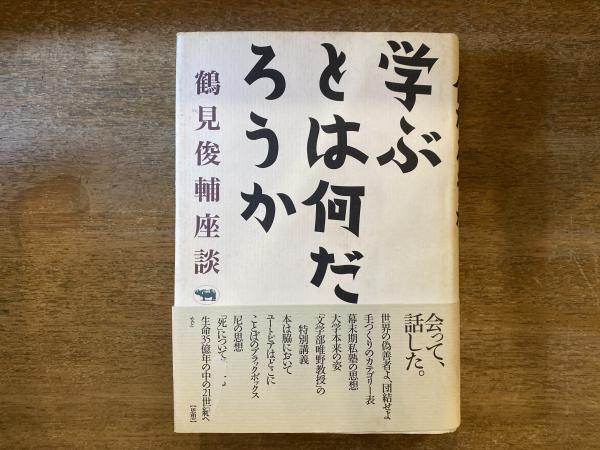 学ぶ
とは何だ
ろうか
鶴見俊輔座談
会って、
話した。
世界の偽善者よ、団結せよ
手づくりのカテゴリー表
幕末期私塾の思想
大学本来の姿
「文学部唯野教授」の
特別講義
本は脇において
ユートピアはどこに
ことばのブラックボックス
尼の思想
「死」について
生命35億年の中の21世紀へ